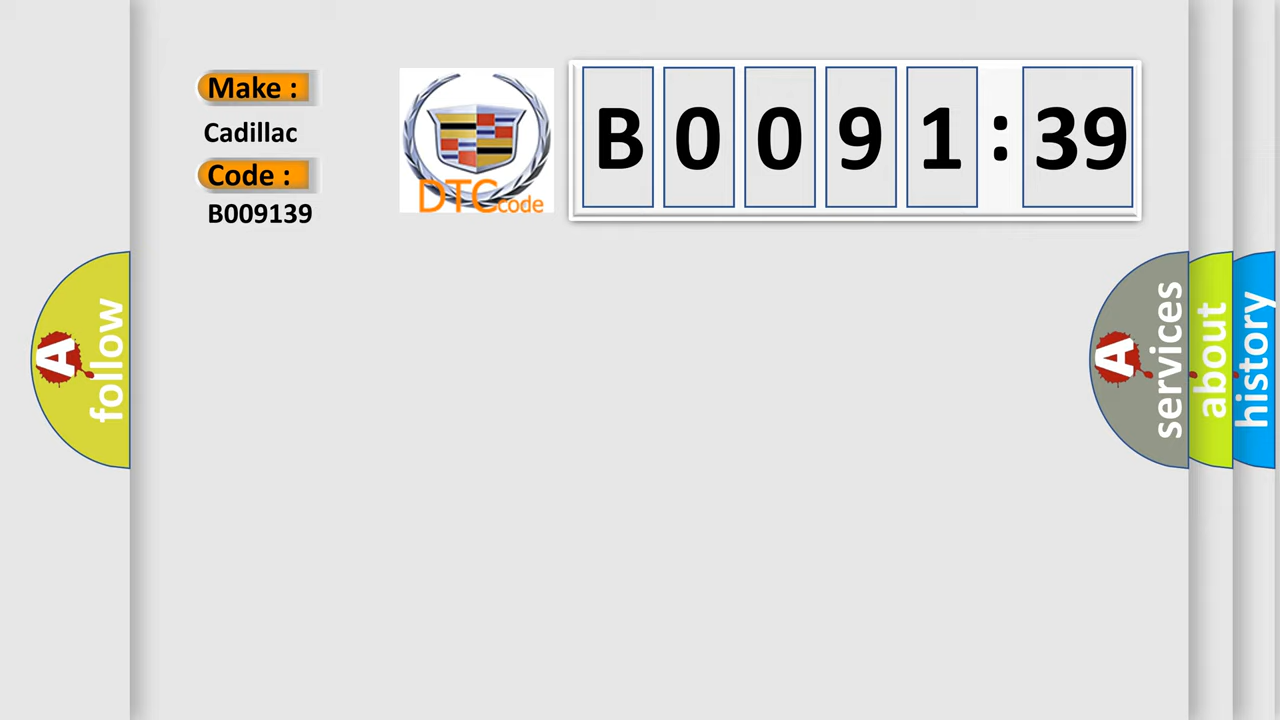 Make :
Cadillac
Code :
B009139
DTCcode
B0091:39
A follow
A services
about
history